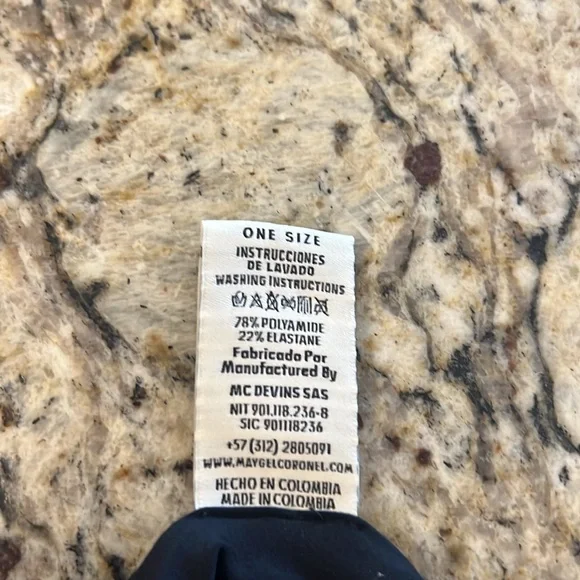 ONE SIZE
INSTRUCCIONES
DE LAVADO
WASHING INSTRUCTIONS
78% POLYAMIDE
22% ELASTANE
Fabricado Por
Manufactured By
MC DEVINS SAS
NIT 901.118.236-8
SIC 901118236
+57 (312) 2805091
WWW.MAYGELCORONEL.COM
HECHO EN COLOMBIA
MADE IN COLOMBIA